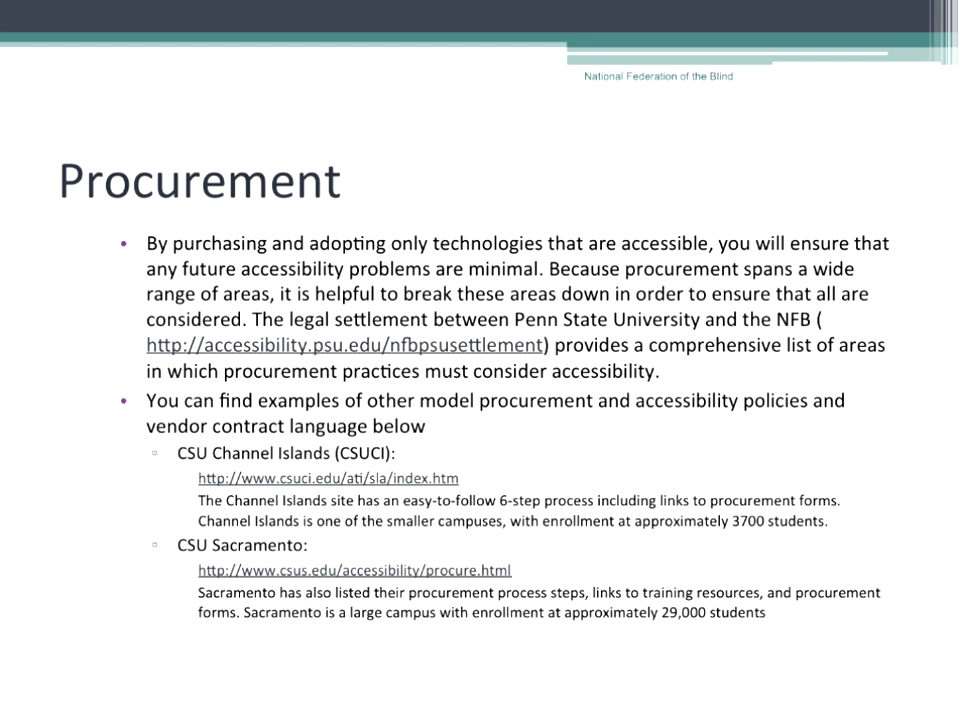 National Federation of the Blind
Procurement
• By purchasing and adopting only technologies that are accessible, you will ensure that
any future accessibility problems are minimal. Because procurement spans a wide
range of areas, it is helpful to break these areas down in order to ensure that all are
considered. The legal settlement between Penn State University and the NFB (
http://accessibility.psu.edu/nfbpsusettlement) provides a comprehensive list of areas
in which procurement practices must consider accessibility.
• You can find examples of other model procurement and accessibility policies and
vendor contract language below
▫ CSU Channel Islands (CSUCI):
http://www.csuci.edu/ati/sla/index.htm
The Channel Islands site has an easy-to-follow 6-step process including links to procurement forms.
Channel Islands is one of the smaller campuses, with enrollment at approximately 3700 students.
▫ CSU Sacramento:
http://www.csus.edu/accessibility/procure.html
Sacramento has also listed their procurement process steps, links to training resources, and procurement
forms. Sacramento is a large campus with enrollment at approximately 29,000 students